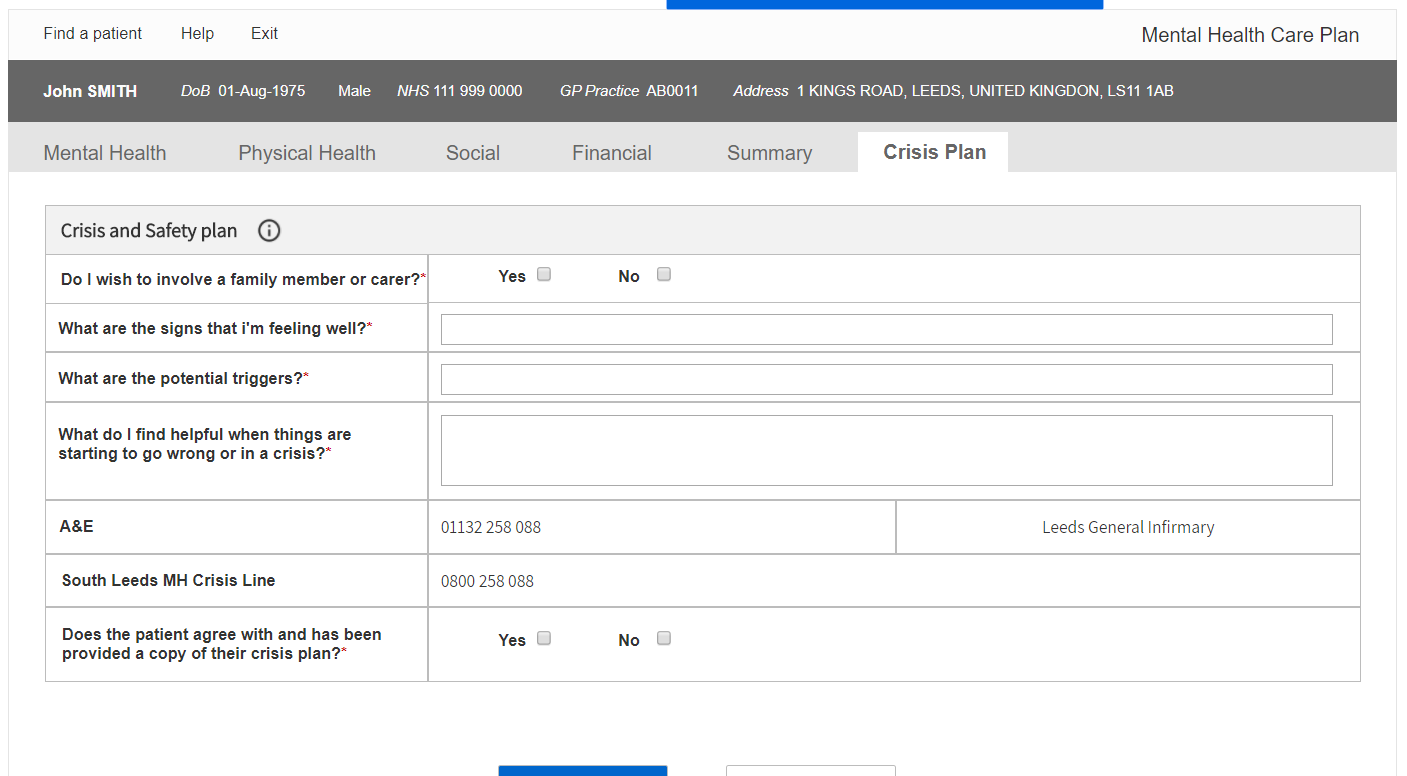 Find a patient Help Exit Mental Health Care Plan
John SMITH DoB 01-Aug-1975 Male NHS 111 999 0000 GP Practice AB0011 Address 1 KINGS ROAD, LEEDS, UNITED KINGDON, LS11 1AB
Mental Health Physical Health Social Financial Summary Crisis Plan
Crisis and Safety plan
Do I wish to involve a family member or carer?* Yes No
What are the signs that i'm feeling well?*
What are the potential triggers?*
What do I find helpful when things are
starting to go wrong or in a crisis?*
A&E 01132 258 088 Leeds General Infirmary
South Leeds MH Crisis Line 0800 258 088
Does the patient agree with and has been
provided a copy of their crisis plan?* Yes No